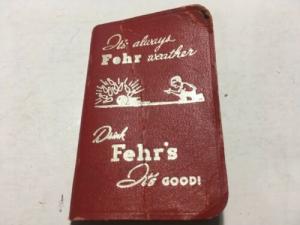 It's always
Fehr weather
Drink
Fehr's
It's GOOD!